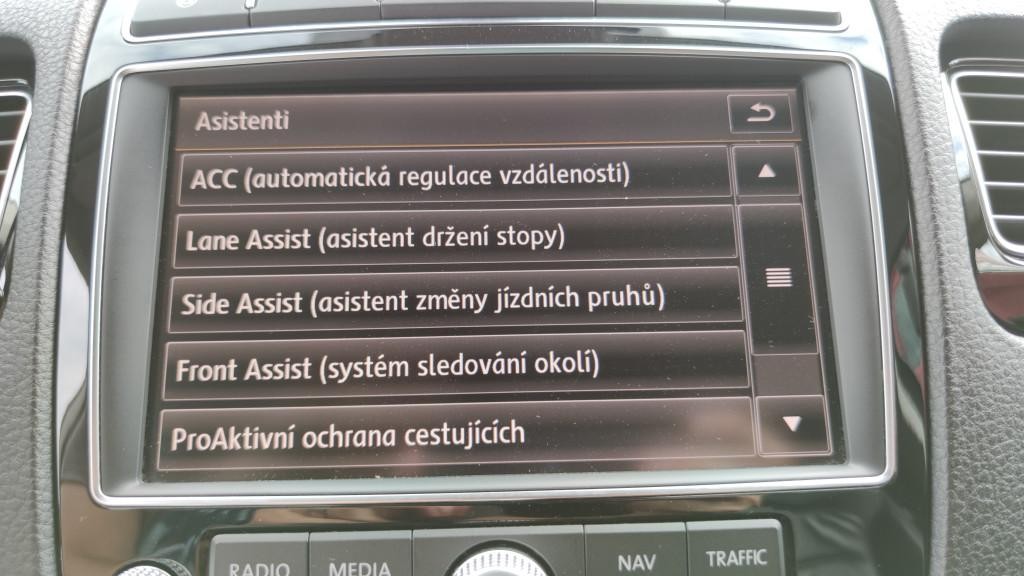 Asistenti
ACC (automatická regulace vzdálenosti)
Lane Assist (asistent držení stopy)
Side Assist (asistent změny jízdních pruhů)
Front Assist (systém sledování okolí)
ProAktivní ochrana cestujících
RADIO MEDIA NAV TRAFFIC